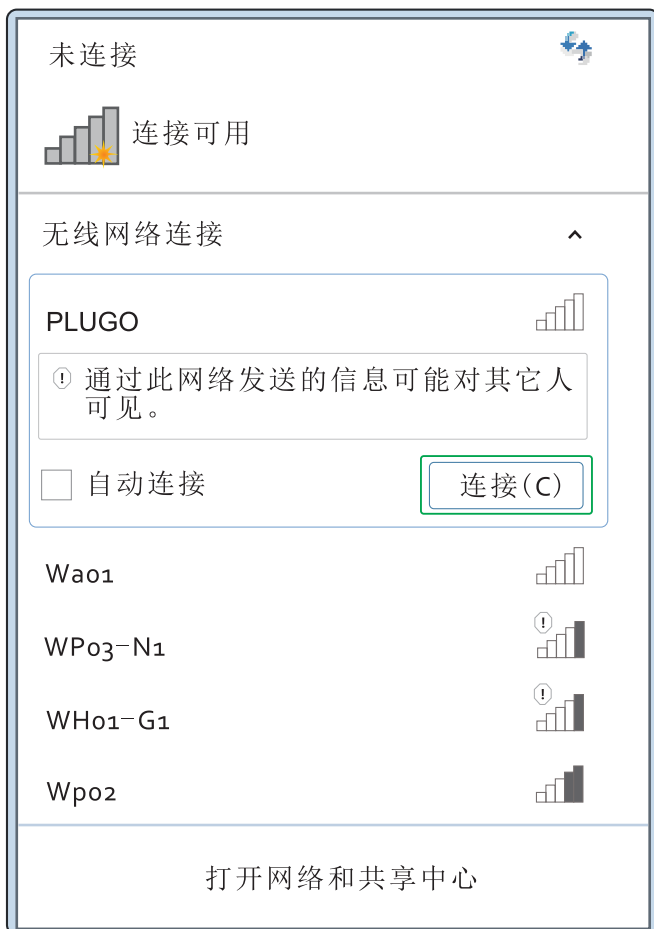 未连接
连接可用
无线网络连接
PLUGO
通过此网络发送的信息可能对其它人
可见。
自动连接
连接(C)
Wa01
WP03-N1
WH01-G1
Wp02
打开网络和共享中心